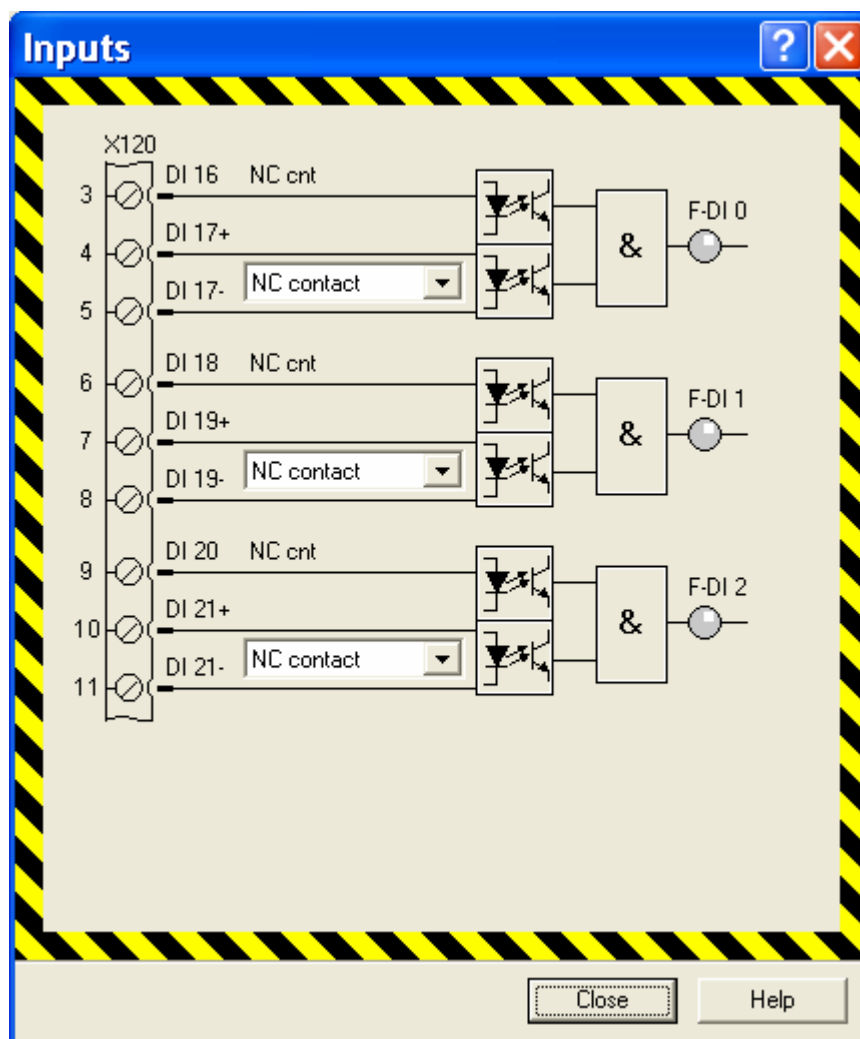 Inputs
X120
3 DI 16 NC cnt
F-DI 0
4 DI 17+
&
NC contact
5 DI 17-
6 DI 18 NC cnt
F-DI 1
7 DI 19+
&
NC contact
8 DI 19-
9 DI 20 NC cnt
F-DI 2
10 DI 21+
&
NC contact
11 DI 21-
Close Help